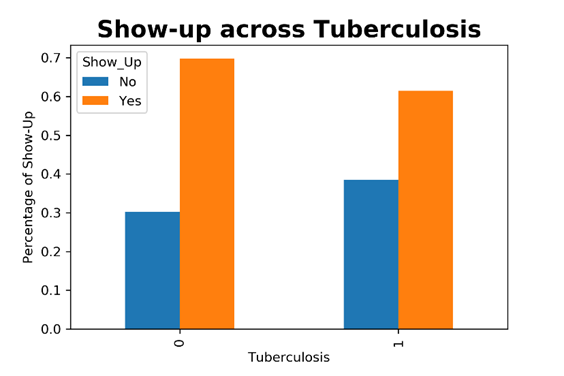 Show-up across Tuberculosis
Show_Up
No
Yes
Percentage of Show-Up
0.7
0.6
0.5
0.4
0.3
0.2
0.1
0.0
0
1
Tuberculosis